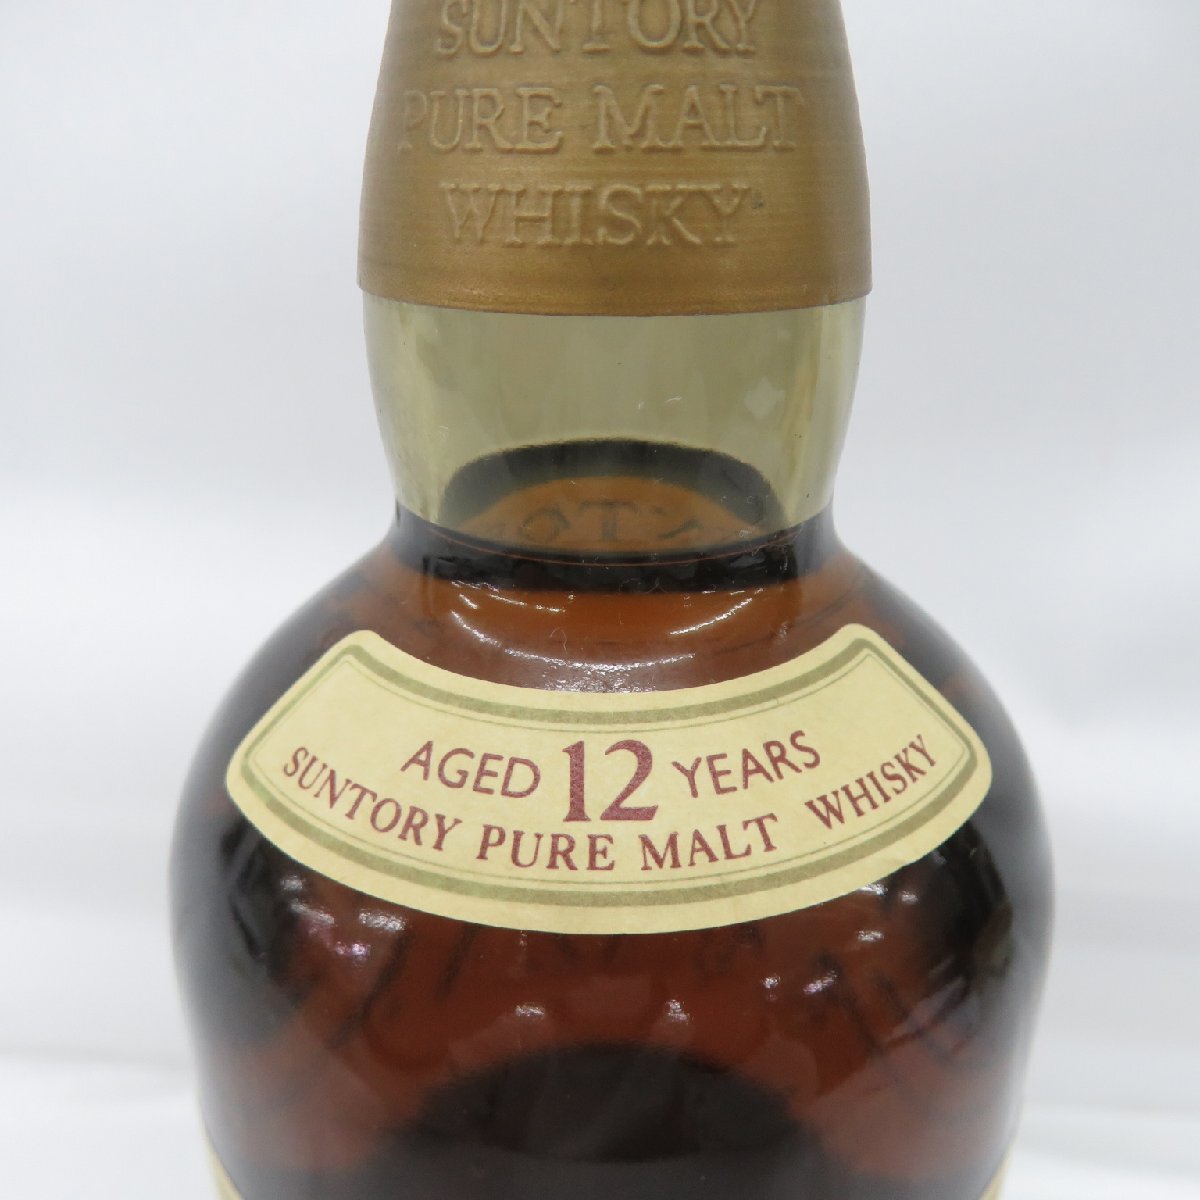 SUNTORY
PURE MALT
WHISKY
AGED 12 YEARS
SUNTORY PURE MALT WHISKY